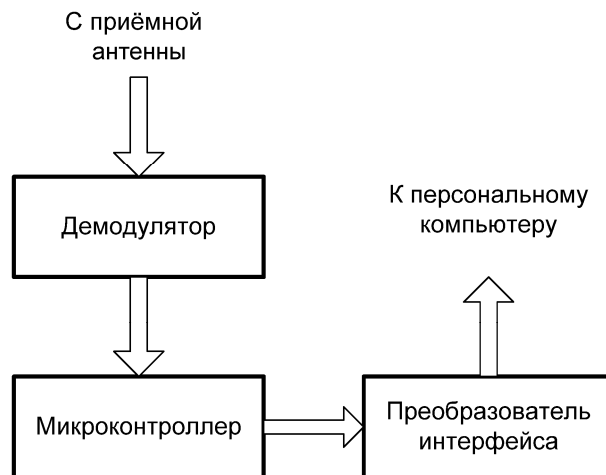 С приёмной
антенны
Демодулятор
К персональному
компьютеру
Микроконтроллер
Преобразователь
интерфейса